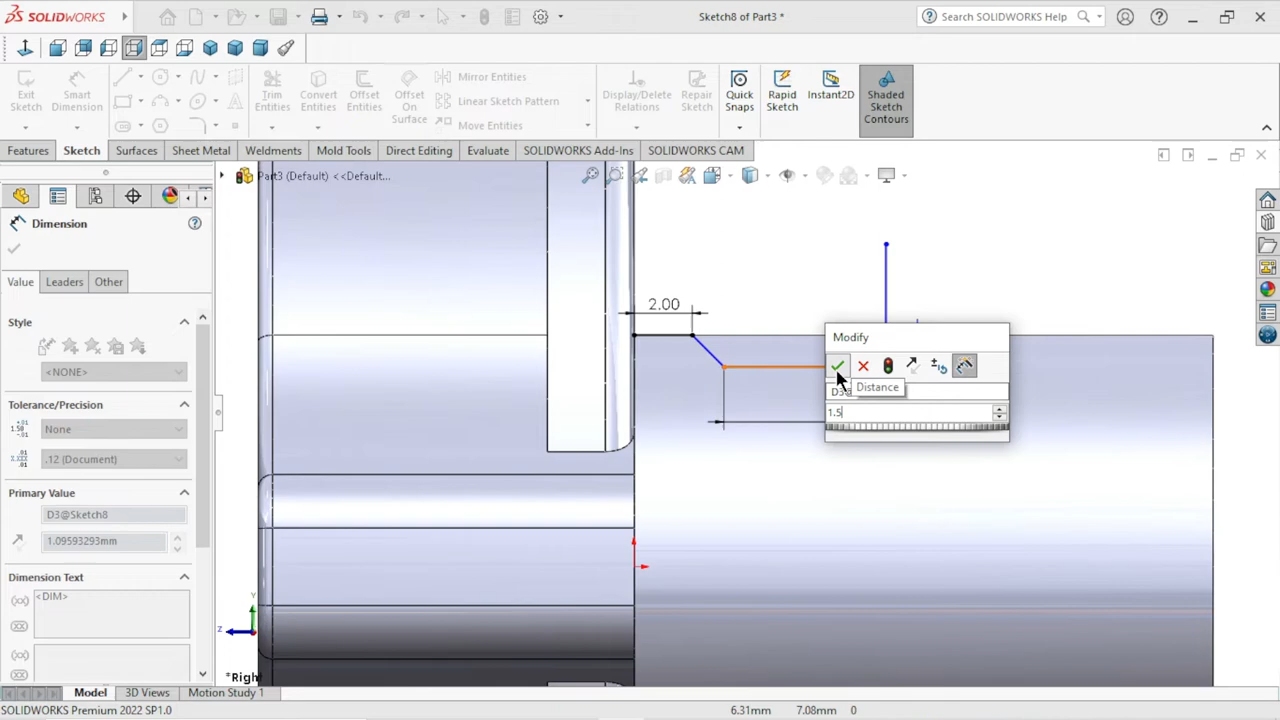 SOLIDWORKS
Sketch8 of Part3 *
Search SOLIDWORKS Help
Exit Sketch
Smart Dimension
Trim Entities
Convert Entities
Offset Entities
Offset On Surface
Mirror Entities
Linear Sketch Pattern
Move Entities
Display/Delete Relations
Repair Sketch
Quick Snaps
Rapid Sketch
Instant2D
Shaded Sketch Contours
Features
Sketch
Surfaces
Sheet Metal
Weldments
Mold Tools
Direct Editing
Evaluate
SOLIDWORKS Add-Ins
SOLIDWORKS CAM
Part3 (Default) <<Default...
Dimension
Value
Leaders
Other
Style
<NONE>
Tolerance/Precision
None
.12 (Document)
Primary Value
D3@Sketch8
1.09593293mm
Dimension Text
<DIM>
2.00
Modify
Distance
1.5
Y
Z
*Right
Model
3D Views
Motion Study 1
SOLIDWORKS Premium 2022 SP1.0
6.31mm
7.08mm
0